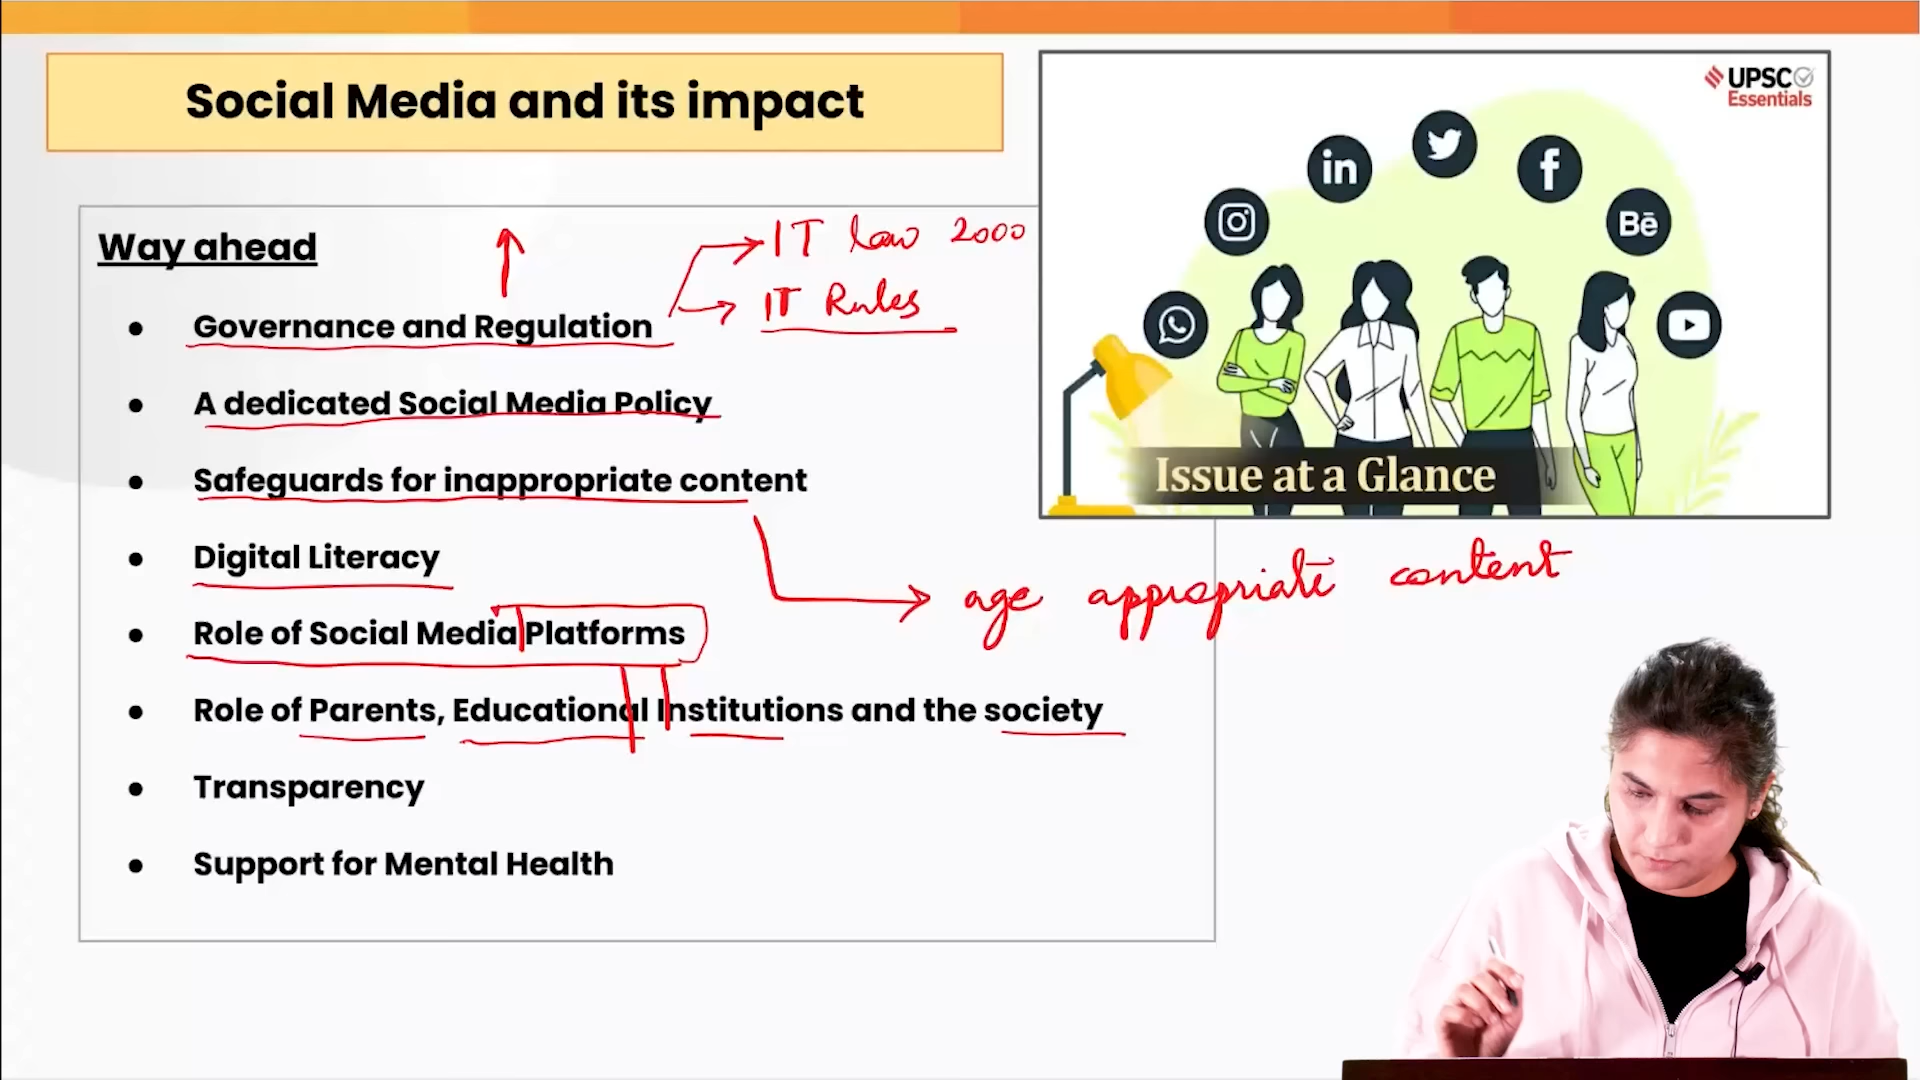 Social Media and its impact
UPSC
Essentials
in
f
Bē
Issue at a Glance
Way ahead
IT law 2000
IT Rules
● Governance and Regulation
● A dedicated Social Media Policy
● Safeguards for inappropriate content
● Digital Literacy
age appropriate content
● Role of Social Media Platforms
● Role of Parents, Educational Institutions and the society
● Transparency
● Support for Mental Health